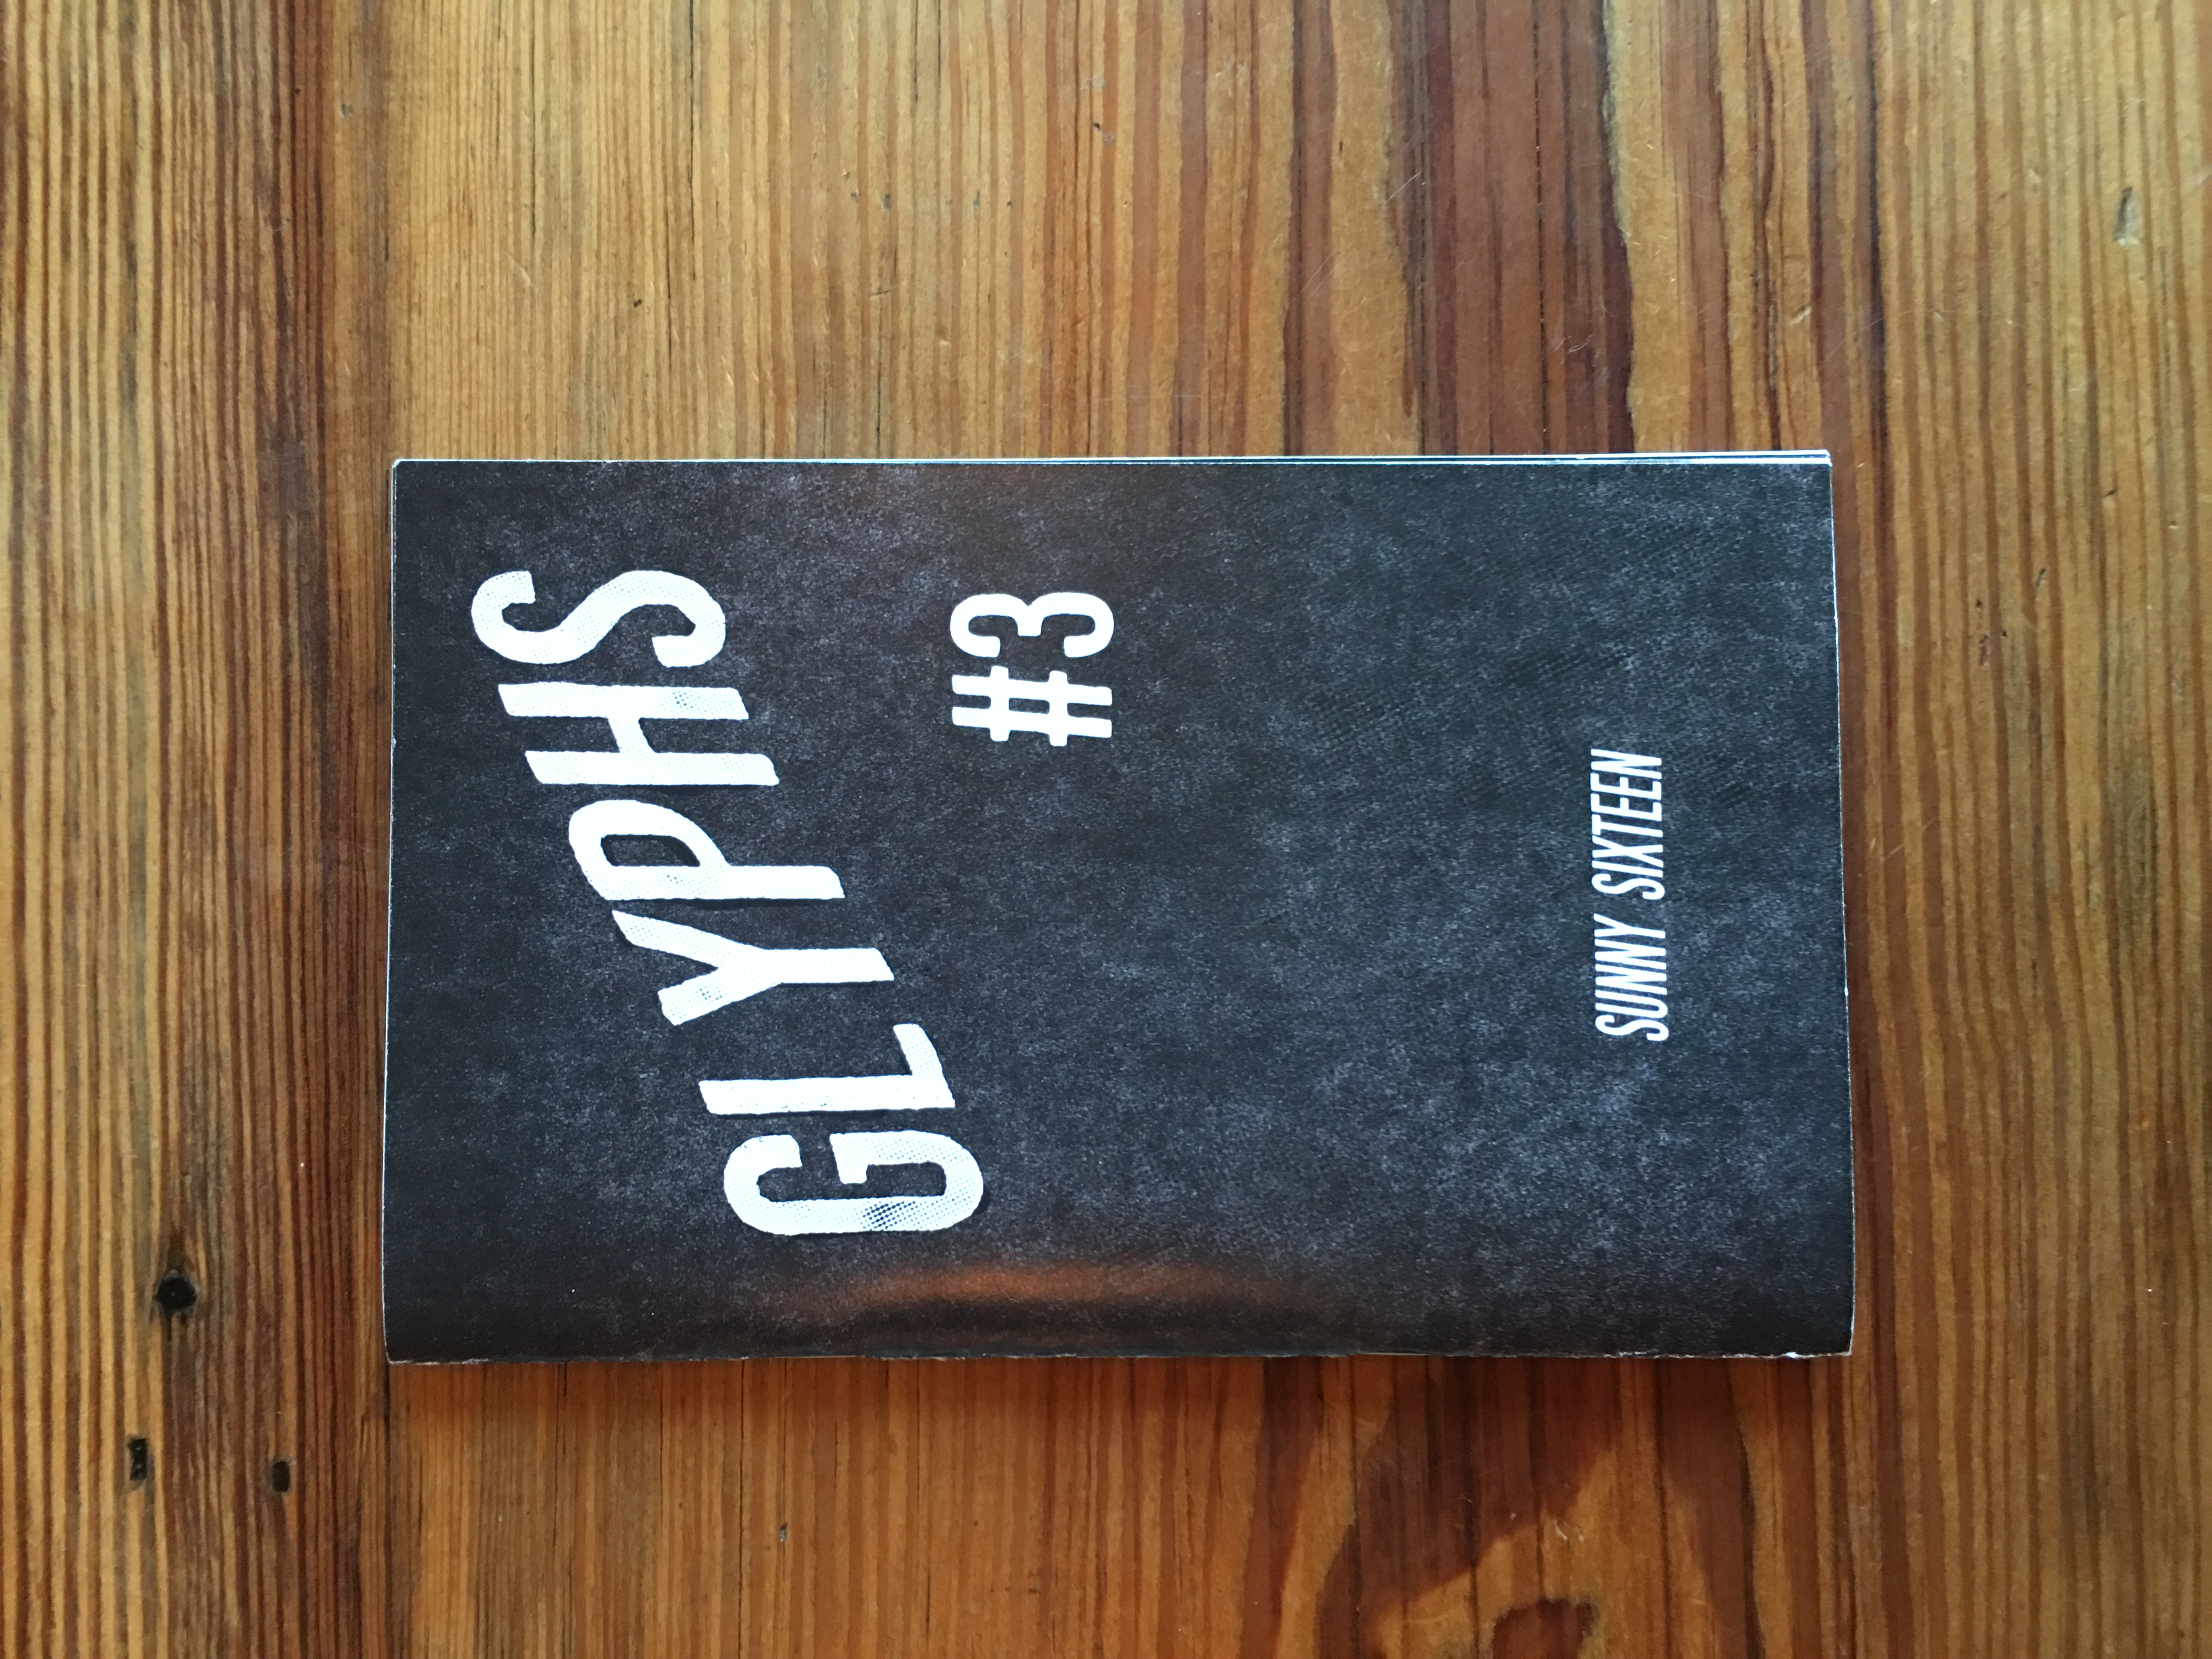 GLYPHS
#3
SUNNY SIXTEEN